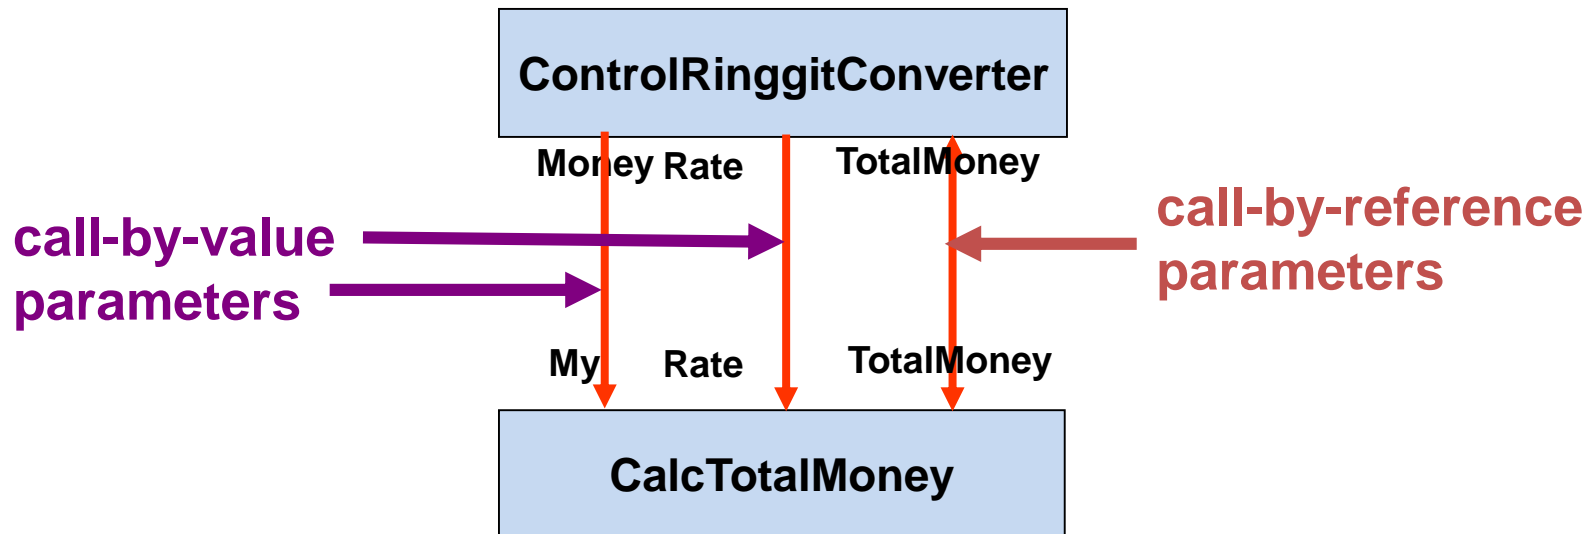 ControlRinggitConverter
Money Rate TotalMoney
call-by-value
parameters
call-by-reference
parameters
My Rate TotalMoney
CalcTotalMoney